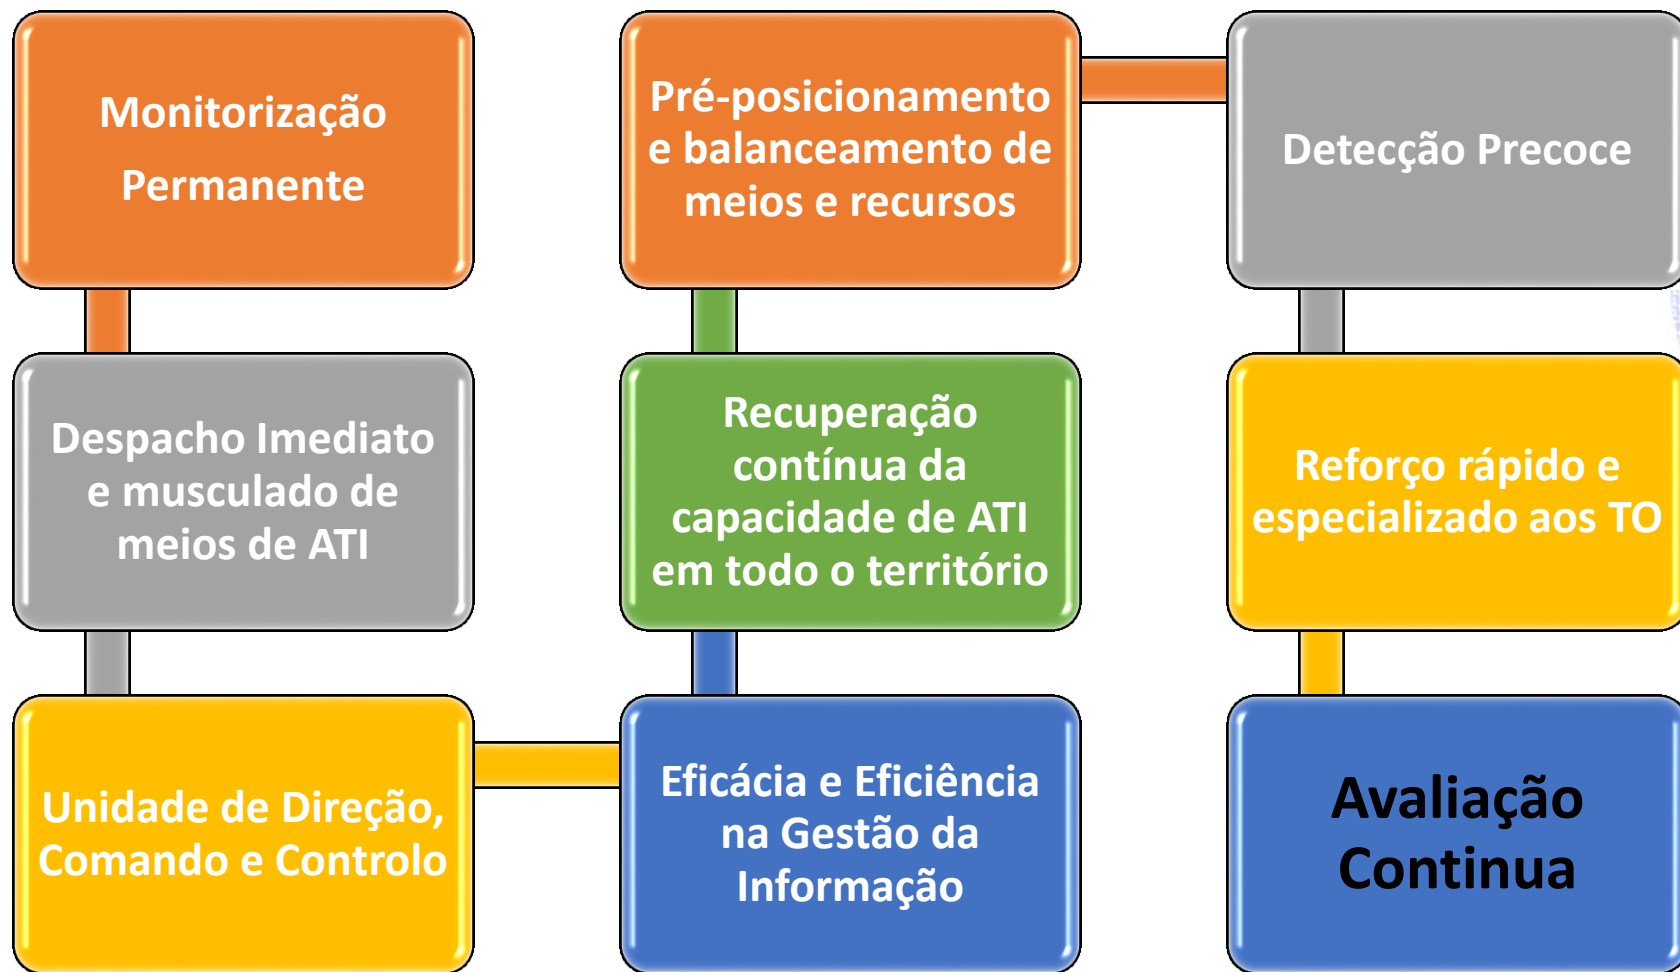 Monitorização
Permanente
Despacho Imediato
e musculado de
meios de ATI
Unidade de Direção,
Comando e Controlo
Eficácia e Eficiência
na Gestão da
Informação
Recuperação
contínua da
capacidade de ATI
em todo o território
Pré-posicionamento
e balanceamento de
meios e recursos
Detecção Precoce
Reforço rápido e
especializado aos TO
Avaliação
Continua